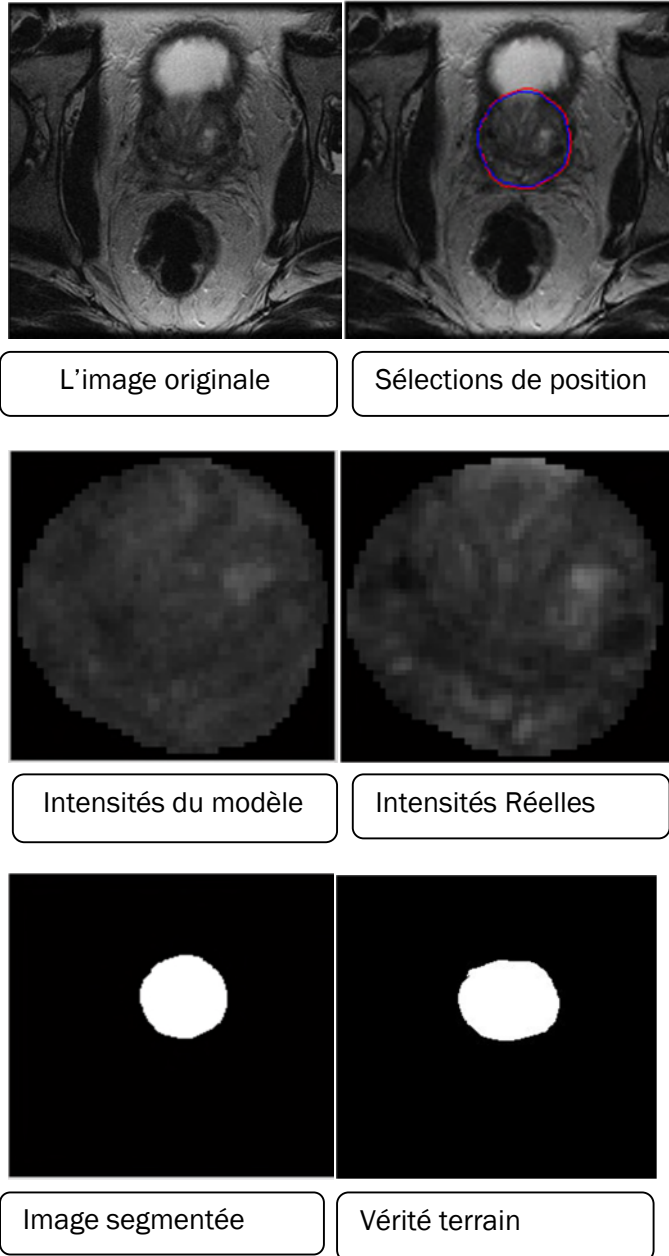 L’image originale
Sélections de position
Intensités du modèle
Intensités Réelles
Image segmentée
Vérité terrain